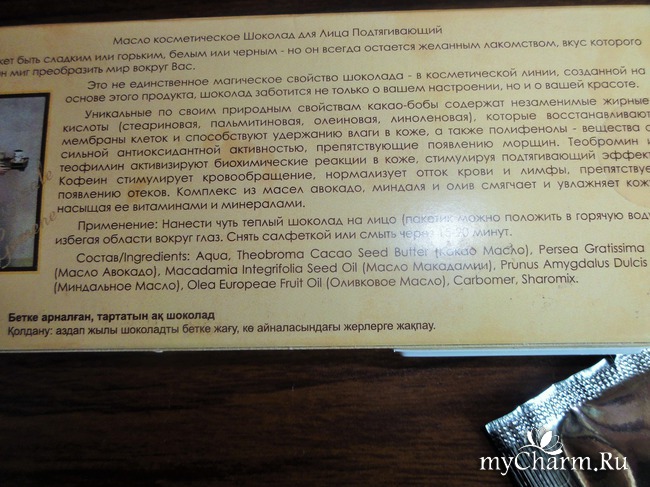 Масло косметическое Шоколад для Лица Подтягивающий
жет быть сладким или горьким, белым или черным - но он всегда остается желанным лакомством, вкус которого
н миг преобразить мир вокруг Вас.
Это не единственное магическое свойство шоколада - в косметической линии, созданной на
основе этого продукта, шоколад заботится не только о вашем настроении, но и о вашей красоте.
Уникальные по своим природным свойствам какао-бобы содержат незаменимые жирные
кислоты (стеариновая, пальмитиновая, олеиновая, линоленовая), которые восстанавливают
мембраны клеток и способствуют удержанию влаги в коже, а также полифенолы - вещества с
сильной антиоксидантной активностью, препятствующие появлению морщин. Теобромин и
теофиллин активизируют биохимические реакции в коже, стимулируя подтягивающий эффект
Кофеин стимулирует кровообращение, нормализует отток крови и лимфы, препятствуе
появлению отеков. Комплекс из масел авокадо, миндаля и олив смягчает и увлажняет кож
насыщая ее витаминами и минералами.
Применение: Нанести чуть теплый шоколад на лицо (пакетик можно положить в горячую воду
избегая области вокруг глаз. Снять салфеткой или смыть через 15-20 минут.
Состав/Ingredients: Aqua, Theobroma Cacao Seed Butter (Какао Масло), Persea Gratissima
(Масло Авокадо), Macadamia Integrifolia Seed Oil (Масло Макадамии), Prunus Amygdalus Dulcis
(Миндальное Масло), Olea Europeae Fruit Oil (Оливковое Масло), Carbomer, Sharomix.
Бетке арналған, тартатын ақ шоколад
Қолдану: аздап жылы шоколадты бетке жағу, көз айналасындағы жерлерге жақпау.
myCharm.Ru